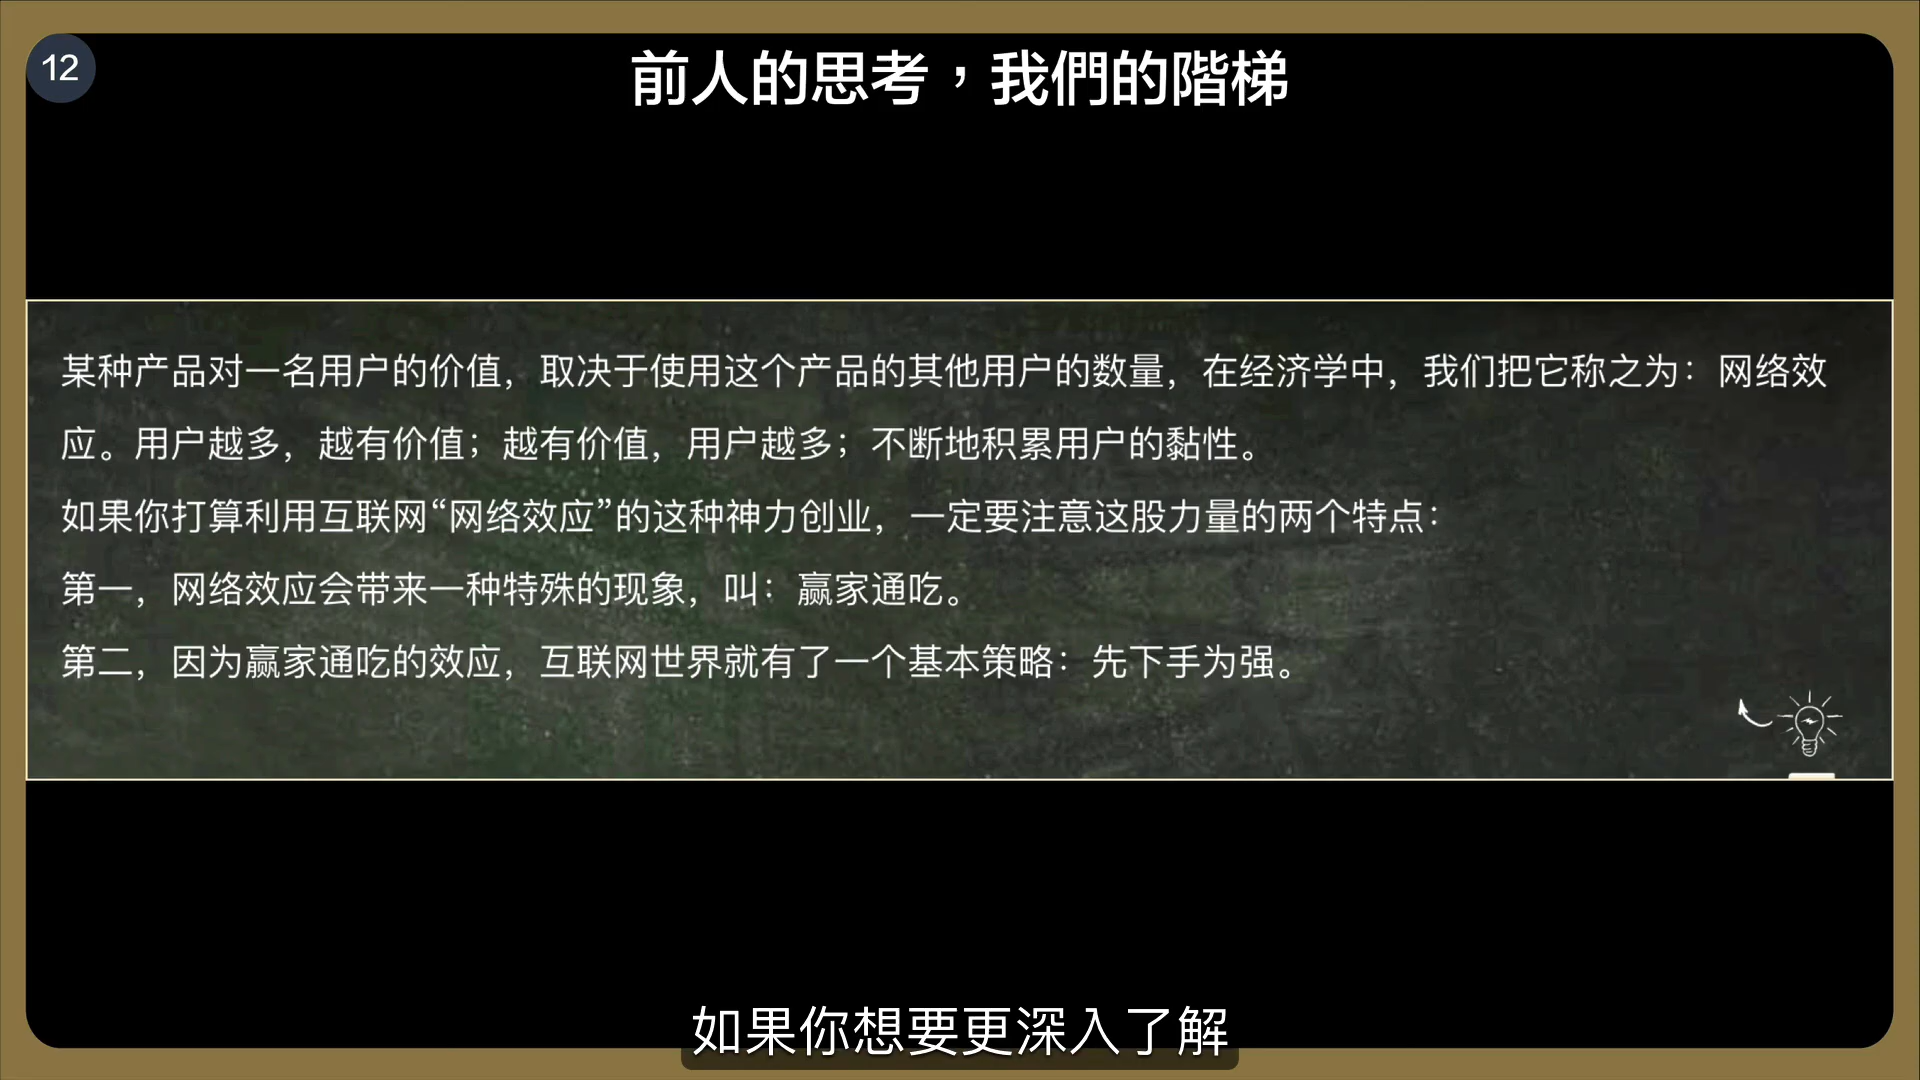 12
前人的思考，我們的階梯
某种产品对一名用户的价值，取决于使用这个产品的其他用户的数量，在经济学中，我们把它称之为：网络效
应。用户越多，越有价值；越有价值，用户越多；不断地积累用户的黏性。
如果你打算利用互联网“网络效应”的这种神力创业，一定要注意这股力量的两个特点：
第一，网络效应会带来一种特殊的现象，叫：赢家通吃。
第二，因为赢家通吃的效应，互联网世界就有了一个基本策略：先下手为强。
如果你想要更深入了解